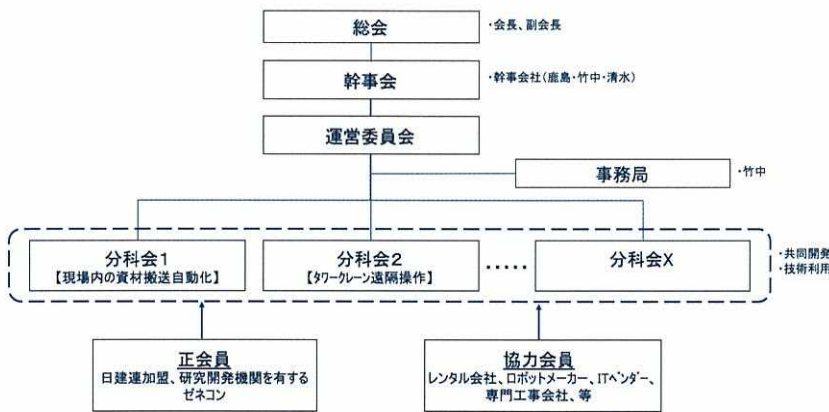 総会
・会長、副会長
幹事会
・幹事会社(鹿島・竹中・清水)
運営委員会
事務局
・竹中
分科会1
【現場内の資材搬送自動化】
分科会2
【タワークレーン遠隔操作】
・・・・・
分科会X
・共同開発
・技術利用
正会員
日建連加盟、研究開発機関を有する
ゼネコン
協力会員
レンタル会社、ロボットメーカー、ITベンダー、
専門工事会社、等